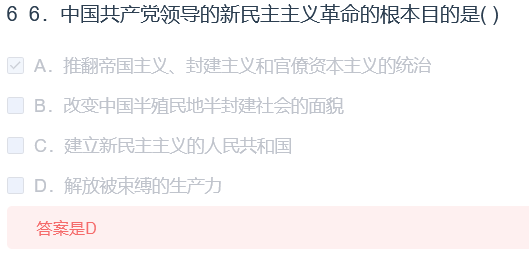 6 6．中国共产党领导的新民主主义革命的根本目的是( )
A．推翻帝国主义、封建主义和官僚资本主义的统治
B．改变中国半殖民地半封建社会的面貌
C．建立新民主主义的人民共和国
D．解放被束缚的生产力
答案是D